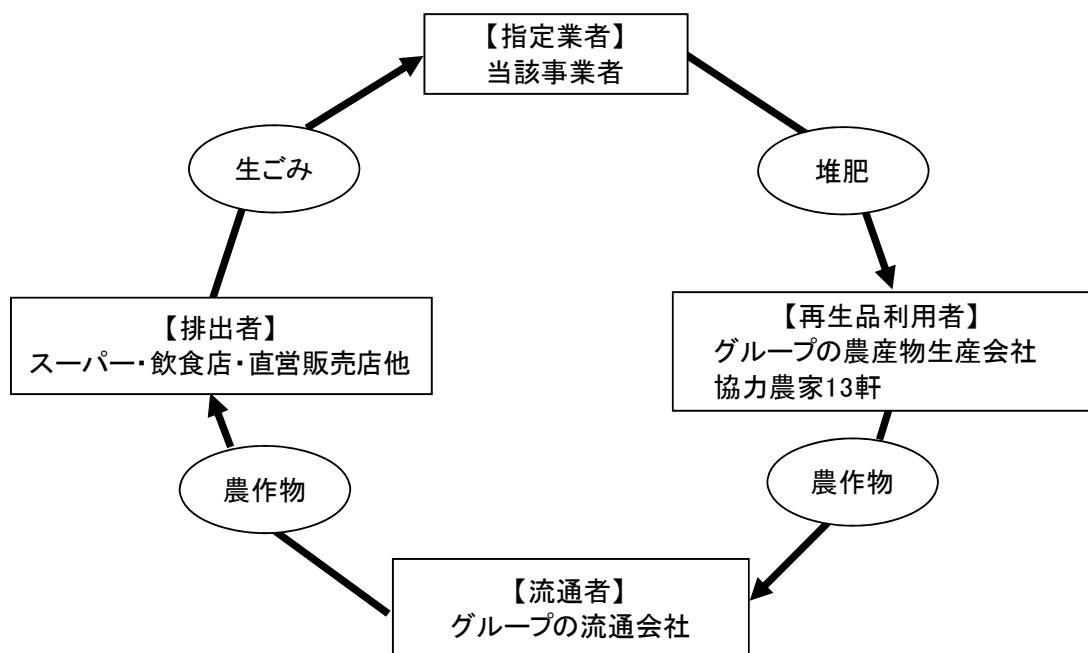 【指定業者】
当該事業者
生ごみ
堆肥
【排出者】
スーパー・飲食店・直営販売店他
【再生品利用者】
グループの農産物生産会社
協力農家13軒
農作物
農作物
【流通者】
グループの流通会社